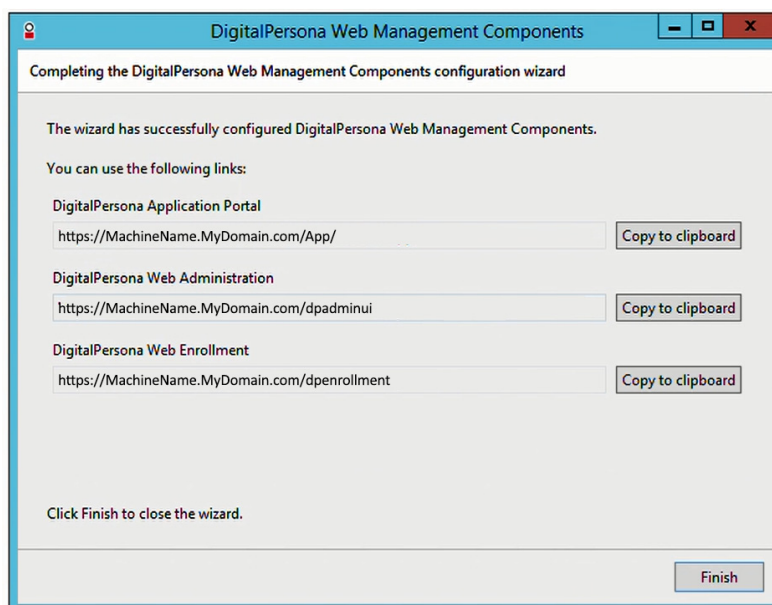 DigitalPersona Web Management Components
Completing the DigitalPersona Web Management Components configuration wizard
The wizard has successfully configured DigitalPersona Web Management Components.
You can use the following links:
DigitalPersona Application Portal
https://MachineName.MyDomain.com/App/
Copy to clipboard
DigitalPersona Web Administration
https://MachineName.MyDomain.com/dpadminui
Copy to clipboard
DigitalPersona Web Enrollment
https://MachineName.MyDomain.com/dpenrollment
Copy to clipboard
Click Finish to close the wizard.
Finish